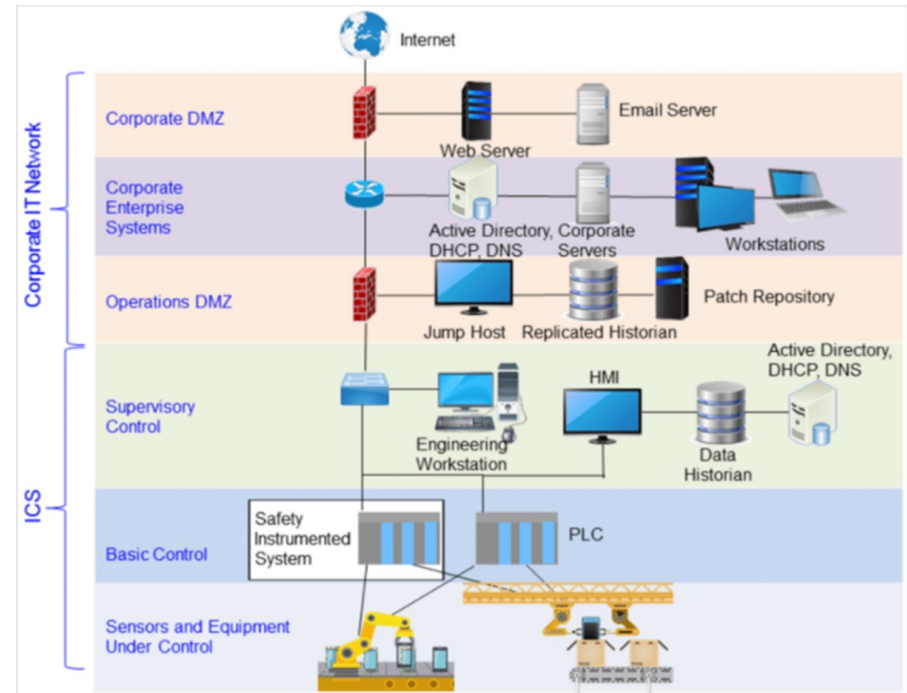 Internet
Corporate IT Network
Corporate DMZ
Web Server
Email Server
Corporate
Enterprise
Systems
Active Directory,
DHCP, DNS
Corporate
Servers
Workstations
Operations DMZ
Jump Host
Replicated Historian
Patch Repository
ICS
Supervisory
Control
Engineering
Workstation
HMI
Data
Historian
Active Directory,
DHCP, DNS
Basic Control
Safety
Instrumented
System
PLC
Sensors and Equipment
Under Control